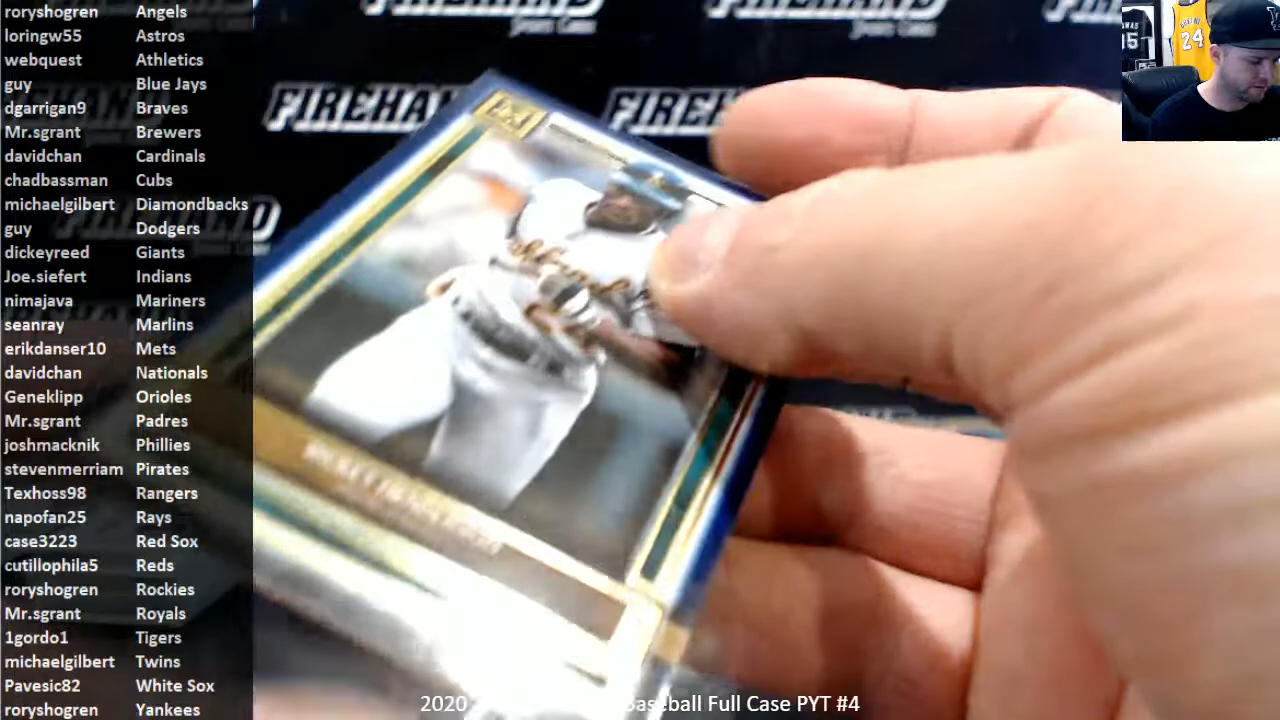 roryshogren Angels
loringw55 Astros
webquest Athletics
guy Blue Jays
dgarrigan9 Braves
Mr.sgrant Brewers
davidchan Cardinals
chadbassman Cubs
michaelgilbert Diamondbacks
guy Dodgers
dickeyreed Giants
Joe.siefert Indians
nimajava Mariners
seanray Marlins
erikdanser10 Mets
davidchan Nationals
Geneklipp Orioles
Mr.sgrant Padres
joshmacknik Phillies
stevenmerriam Pirates
Texhoss98 Rangers
napofan25 Rays
case3223 Red Sox
cutillophila5 Reds
roryshogren Rockies
Mr.sgrant Royals
1gordo1 Tigers
michaelgilbert Twins
Pavesic82 White Sox
roryshogren Yankees
FIREHAND
FIREHAND
24
2020
Baseball Full Case PYT #4